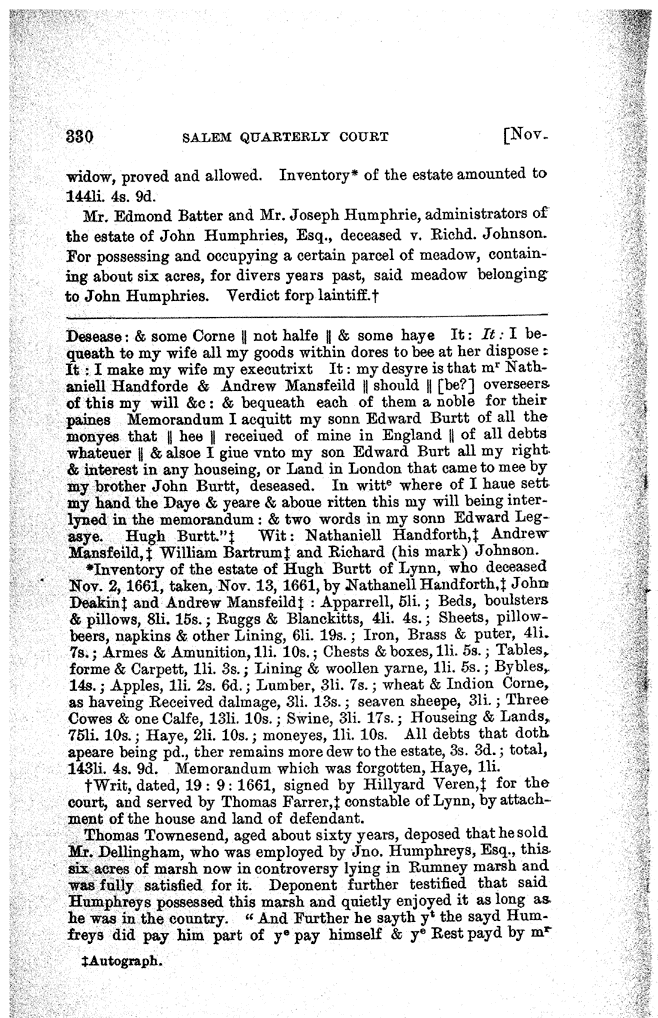 330 SALEM QUARTERLY COURT [Nov.
widow, proved and allowed. Inventory* of the estate amounted to
144li. 4s. 9d.
Mr. Edmond Batter and Mr. Joseph Humphrie, administrators of
the estate of John Humphries, Esq., deceased v. Richd. Johnson.
For possessing and occupying a certain parcel of meadow, contain-
ing about six acres, for divers years past, said meadow belonging
to John Humphries. Verdict forp laintiff.†
Desease: & some Corne || not halfe || & some haye It: It: I be-
queath to my wife all my goods within dores to bee at her dispose:
It : I make my wife my executrixt It: my desyre is that mʳ Nath-
aniell Handforde & Andrew Mansfeild || should || [be?] overseers
of this my will &c: & bequeath each of them a noble for their
paines Memorandum I acquitt my sonn Edward Burtt of all the
monyes that || hee || receiued of mine in England || of all debts
whateuer || & alsoe I giue vnto my son Edward Burt all my right
& interest in any houseing, or Land in London that came to mee by
my brother John Burtt, deseased. In wittᵉ where of I haue sett
my hand the Daye & yeare & aboue ritten this my will being inter-
lyned in the memorandum: & two words in my sonn Edward Leg-
asye. Hugh Burtt."‡ Wit: Nathaniell Handforth,‡ Andrew
Mansfeild,‡ William Bartrum‡ and Richard (his mark) Johnson.
*Inventory of the estate of Hugh Burtt of Lynn, who deceased
Nov. 2, 1661, taken, Nov. 13, 1661, by Nathanell Handforth,‡ John
Deakin‡ and Andrew Mansfeild‡ : Apparrell, 5li.; Beds, boulsters
& pillows, 8li. 15s.; Ruggs & Blanckitts, 4li. 4s.; Sheets, pillow-
beers, napkins & other Lining, 6li. 19s.; Iron, Brass & puter, 4li.
7s.; Armes & Amunition, 1li. 10s.; Chests & boxes, 1li. 5s.; Tables,
forme & Carpett, 1li. 3s.; Lining & woollen yarne, 1li. 5s.; Bybles,
14s.; Apples, 1li. 2s. 6d.; Lumber, 3li. 7s.; wheat & Indion Corne,
as haveing Received dalmage, 3li. 13s.; seaven sheepe, 3li.; Three
Cowes & one Calfe, 13li. 10s.; Swine, 3li. 17s.; Houseing & Lands,
75li. 10s.; Haye, 2li. 10s.; moneyes, 1li. 10s. All debts that doth
apeare being pd., ther remains more dew to the estate, 3s. 3d.; total,
143li. 4s. 9d. Memorandum which was forgotten, Haye, 1li.
†Writ, dated, 19 : 9 : 1661, signed by Hillyard Veren,‡ for the
court, and served by Thomas Farrer,‡ constable of Lynn, by attach-
ment of the house and land of defendant.
Thomas Townesend, aged about sixty years, deposed that he sold
Mr. Dellingham, who was employed by Jno. Humphreys, Esq., this
six acres of marsh now in controversy lying in Rumney marsh and
was fully satisfied for it. Deponent further testified that said
Humphreys possessed this marsh and quietly enjoyed it as long as
he was in the country. "And Further he sayth yᵗ the sayd Hum-
freys did pay him part of yᵉ pay himself & yᵉ Rest payd by mʳ
‡Autograph.